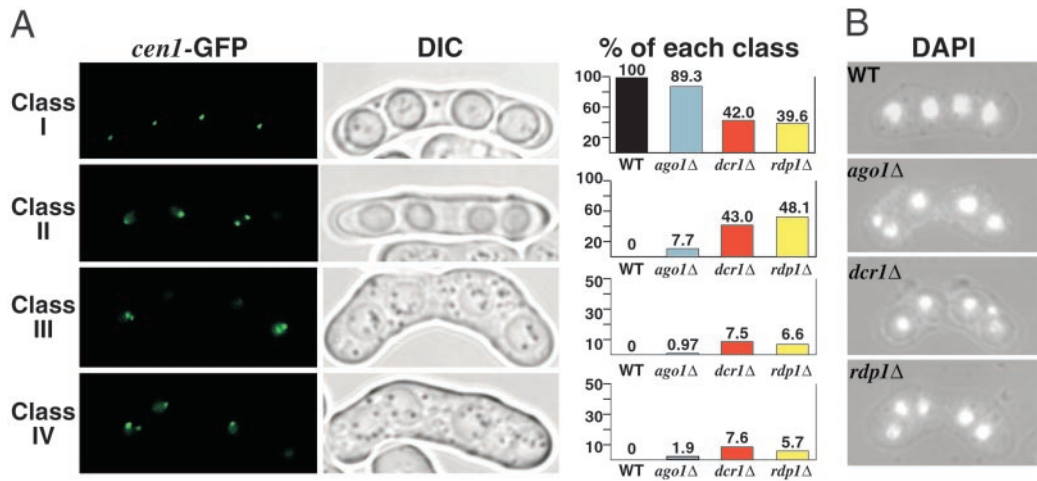 A
cen1-GFP DIC % of each class
Class I
100 60 20
100 89.3 42.0 39.6
WT ago1Δ dcr1Δ rdp1Δ
Class II
100 60 20
0 7.7 43.0 48.1
WT ago1Δ dcr1Δ rdp1Δ
Class III
50 30 10
0 0.97 7.5 6.6
WT ago1Δ dcr1Δ rdp1Δ
Class IV
50 30 10
0 1.9 7.6 5.7
WT ago1Δ dcr1Δ rdp1Δ
B
DAPI
WT
ago1Δ
dcr1Δ
rdp1Δ